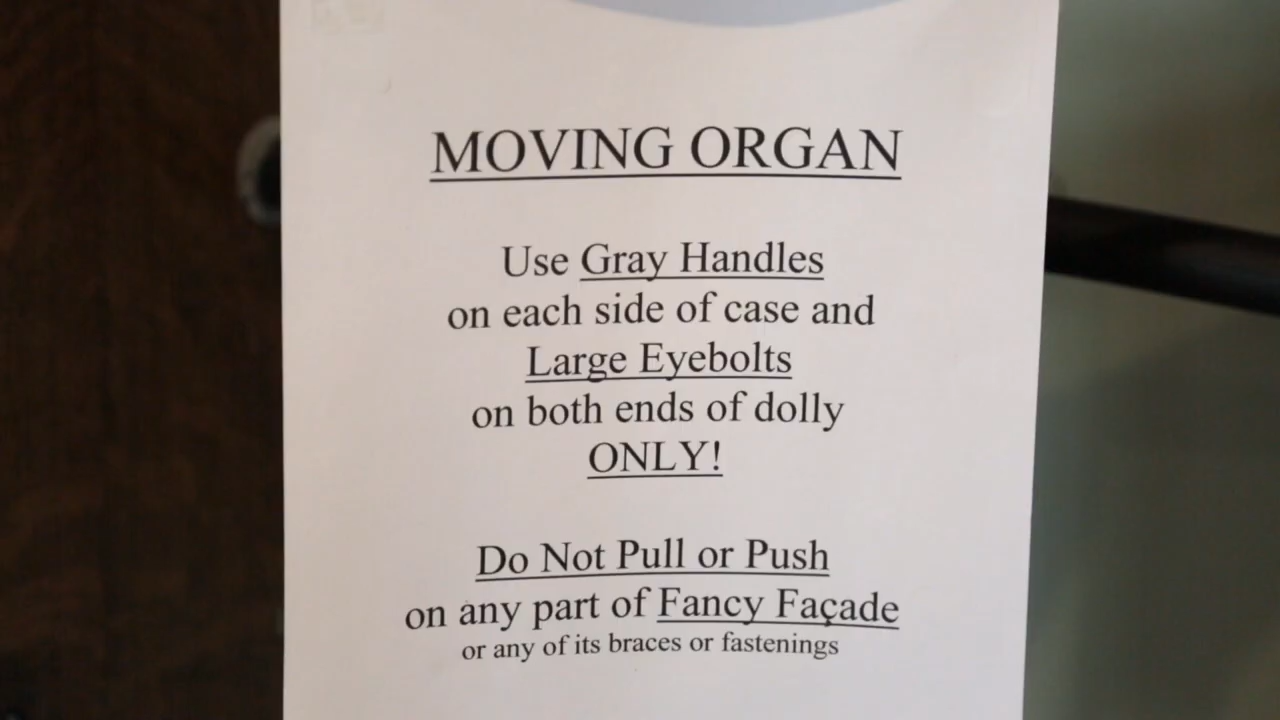 MOVING ORGAN
Use Gray Handles
on each side of case and
Large Eyebolts
on both ends of dolly
ONLY!
Do Not Pull or Push
on any part of Fancy Façade
or any of its braces or fastenings